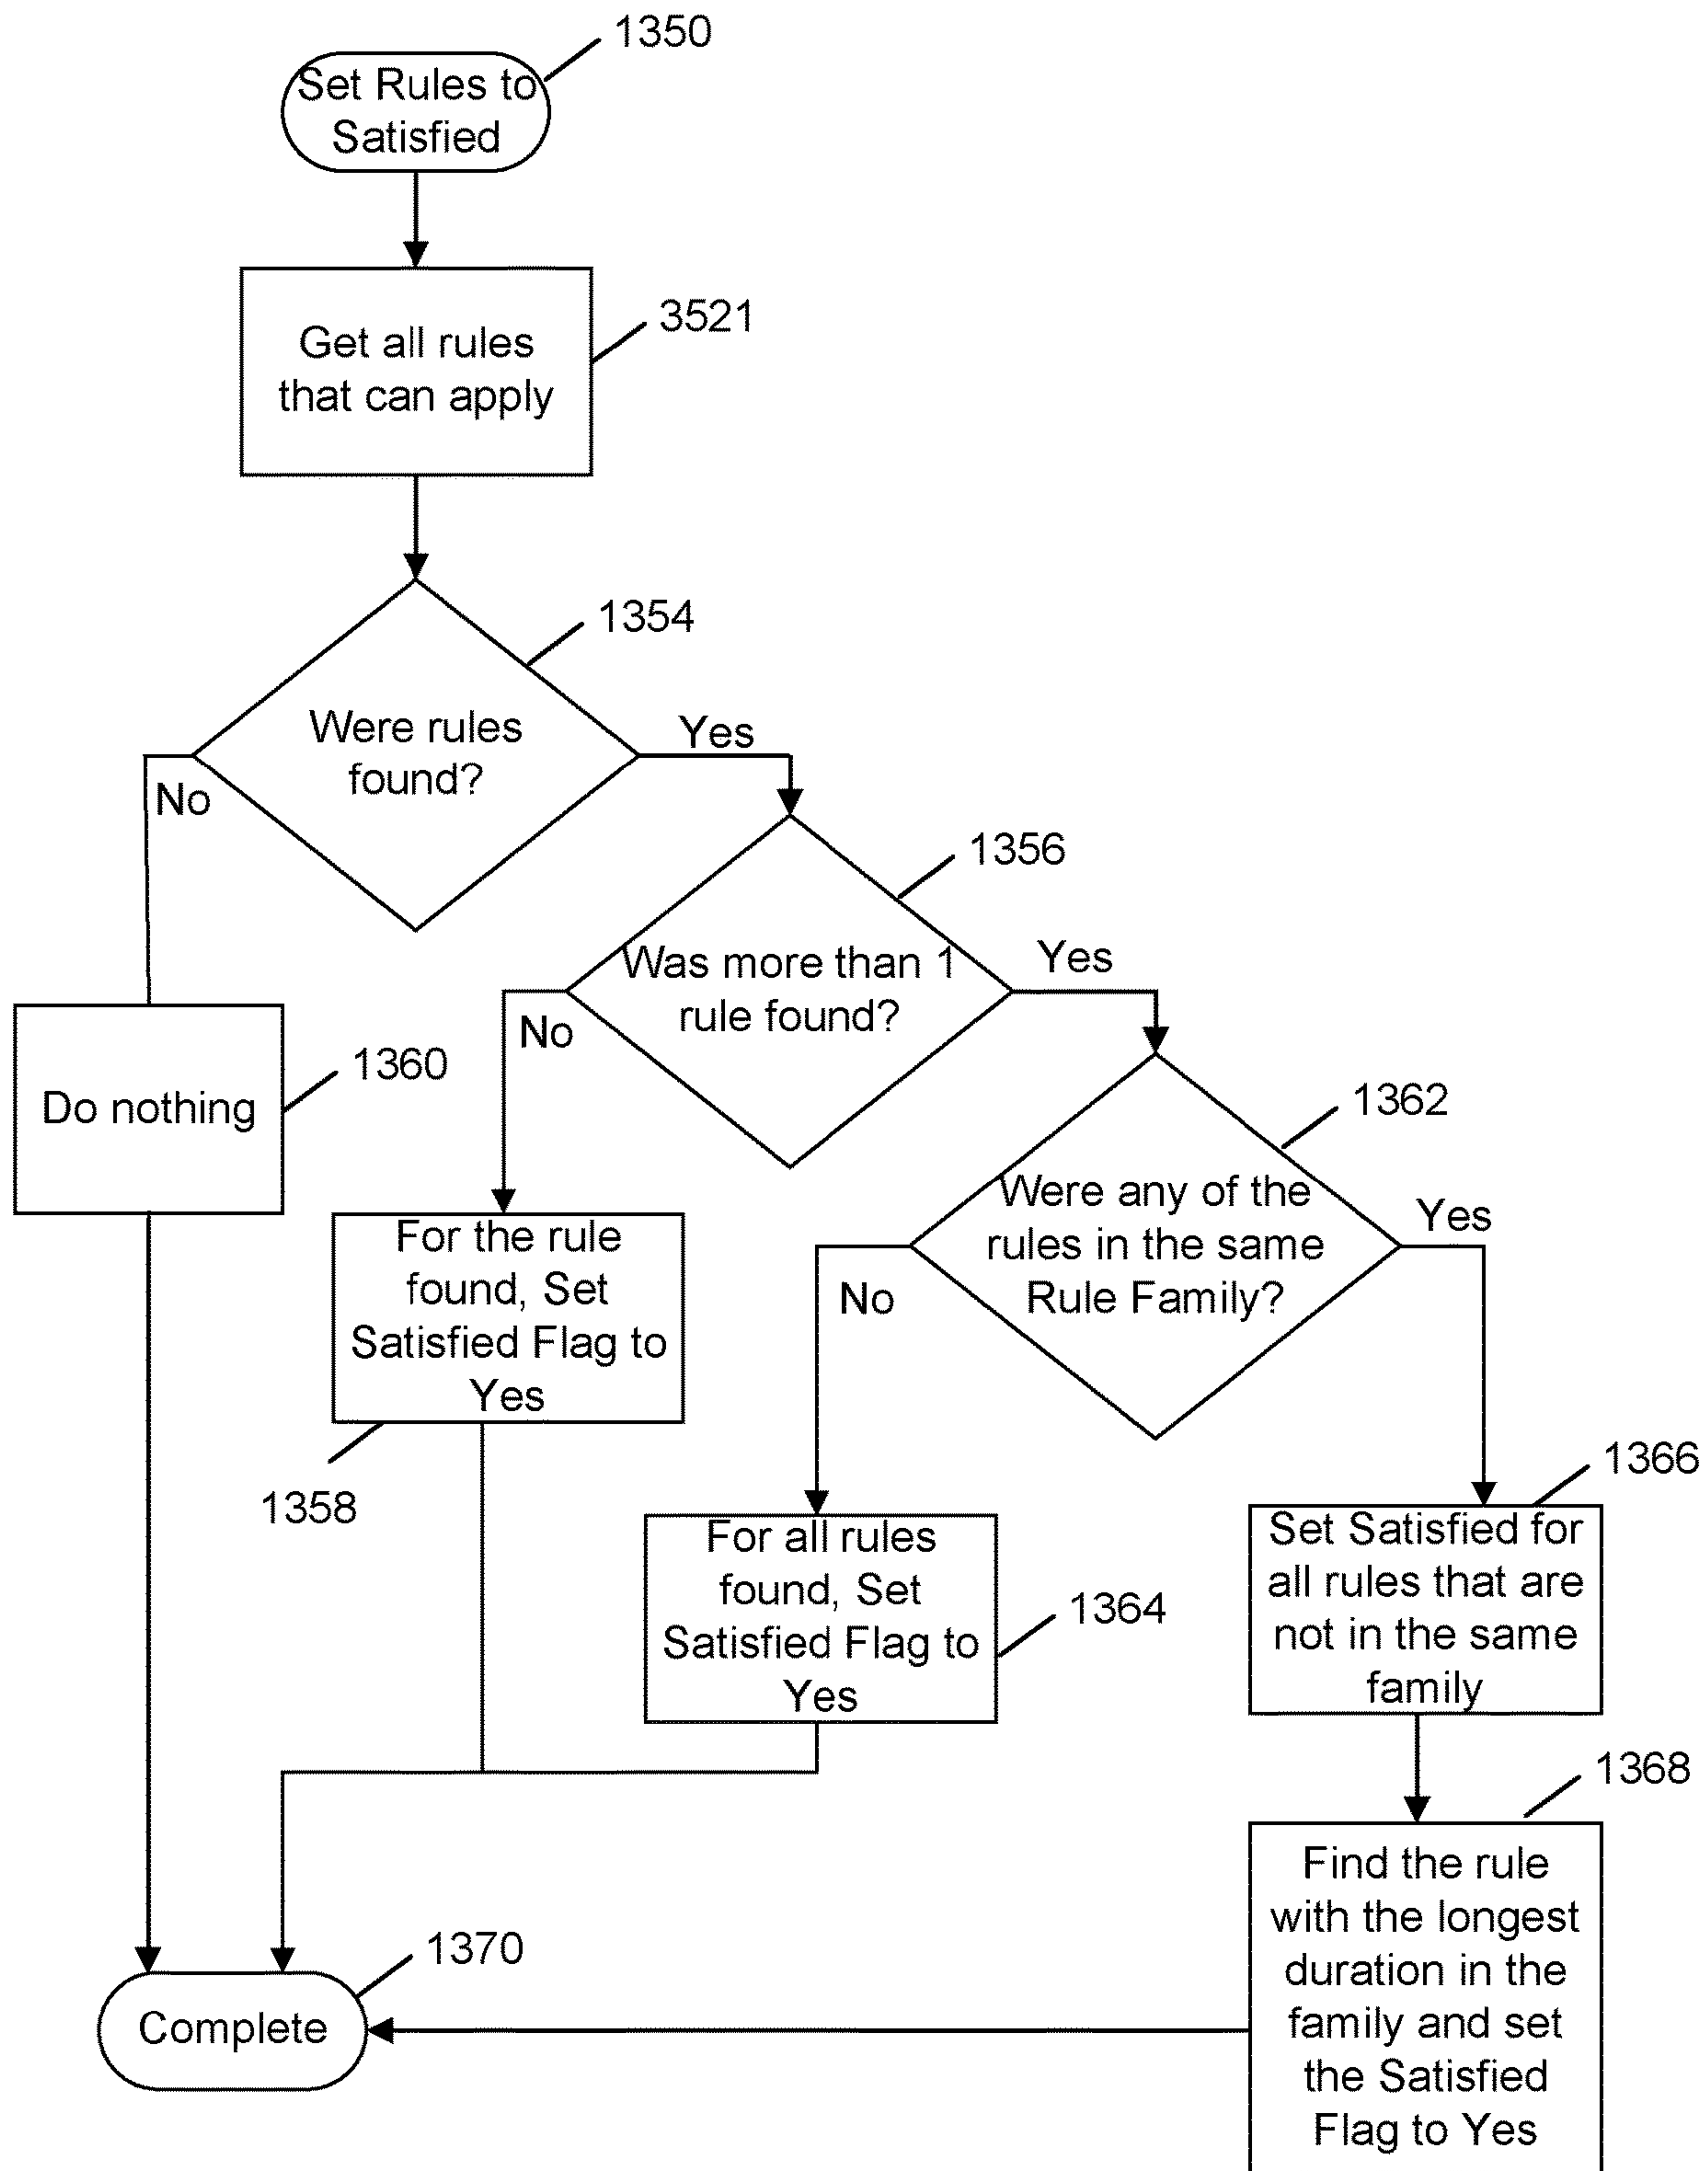 1350
Set Rules to
Satisfied
3521
Get all rules
that can apply
1354
Were rules
found?
Yes
No
1356
Was more than 1
rule found?
Yes
No
1360
Do nothing
1362
Were any of the
rules in the same
Rule Family?
Yes
No
For the rule
found, Set
Satisfied Flag to
Yes
1358
1366
Set Satisfied for
all rules that are
not in the same
family
For all rules
found, Set
Satisfied Flag to
Yes
1364
1368
Find the rule
with the longest
duration in the
family and set
the Satisfied
Flag to Yes
1370
Complete